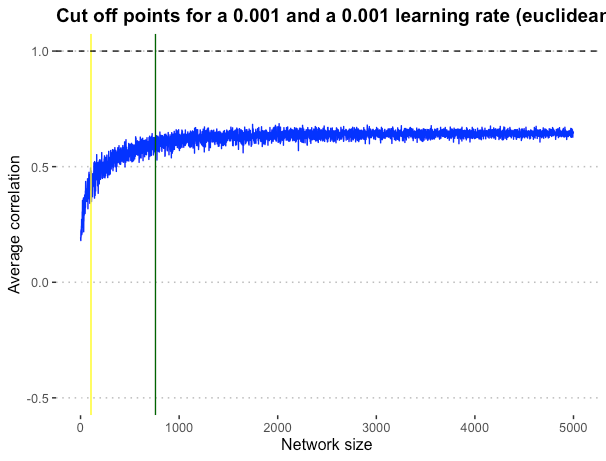 Cut off points for a 0.001 and a 0.001 learning rate (euclidean
1.0
0.5
0.0
-0.5
Average correlation
0 1000 2000 3000 4000 5000
Network size